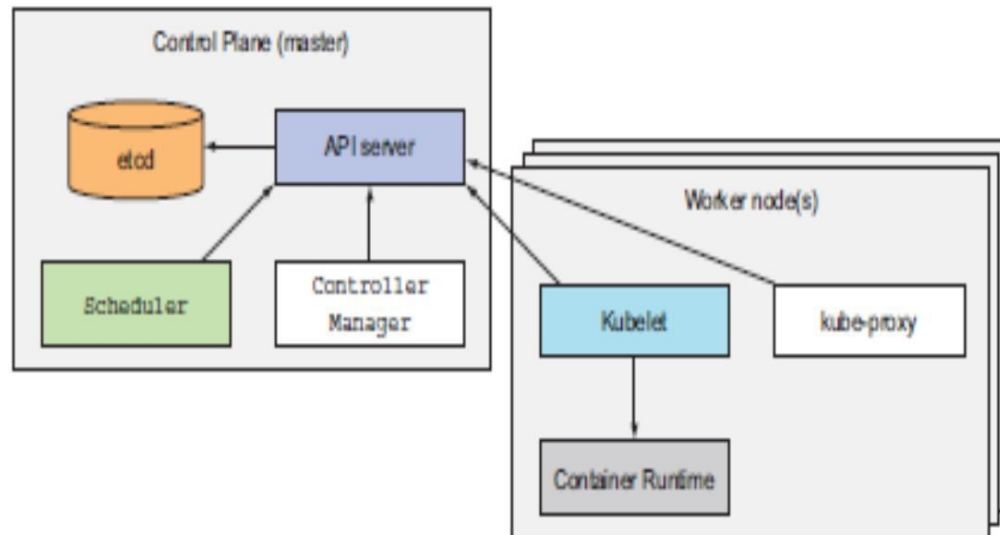 Control Plane (master)
etcd
API server
Scheduler
Controller
Manager
Worker node(s)
Kubelet
kube-proxy
Container Runtime